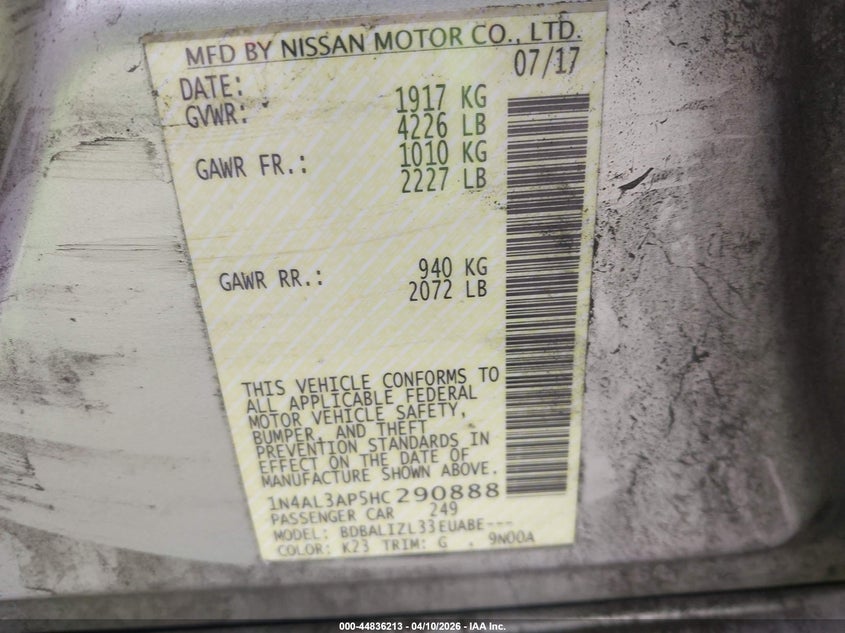 MFD BY NISSAN MOTOR CO., LTD.
DATE: 07/17
GVWR: 1917 KG
4226 LB
GAWR FR.: 1010 KG
2227 LB
GAWR RR.: 940 KG
2072 LB
THIS VEHICLE CONFORMS TO
ALL APPLICABLE FEDERAL
MOTOR VEHICLE SAFETY,
BUMPER, AND THEFT
PREVENTION STANDARDS IN
EFFECT ON THE DATE OF
MANUFACTURE SHOWN ABOVE.
1N4AL3AP5HC290888
PASSENGER CAR 249
MODEL: BDBALIZL33EUABE---
COLOR: K23 TRIM: G . 9N00A
000-44836213 - 04/10/2026 - IAA Inc.